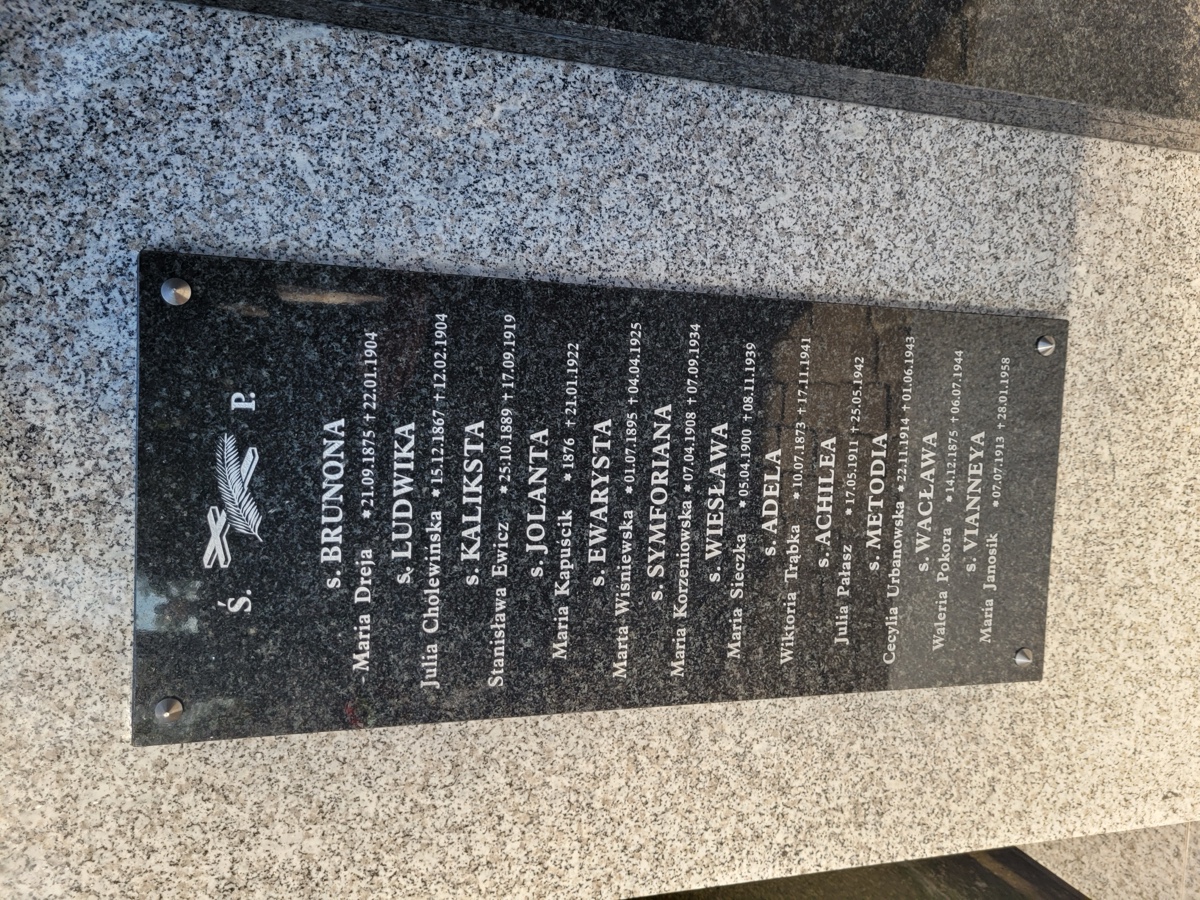 Ś. P.
s. BRUNONA
Maria Dreja *21.09.1875 †22.01.1904
s. LUDWIKA
Julia Cholewińska *15.12.1867 †12.02.1904
s. KALIKSTA
Stanisława Ewicz *25.10.1889 †17.09.1919
s. JOLANTA
Maria Kapuścik *1876 †21.01.1922
s. EWARYSTA
Marta Wiśniewska *01.07.1895 †04.04.1925
s. SYMFORIANA
Maria Korzeniowska *07.04.1908 †07.09.1934
s. WIESŁAWA
Maria Sieczka *05.04.1900 †08.11.1939
s. ADELA
Wiktoria Trąbka *10.07.1873 †17.11.1941
s. ACHILEA
Julia Pałasz *17.05.1911 †25.05.1942
s. METODIA
Cecylia Urbanowska *22.11.1914 †01.06.1943
s. WACŁAWA
Waleria Pokora *14.12.1875 †06.07.1944
s. VIANNEYA
Maria Janosik *07.07.1913 †28.01.1958